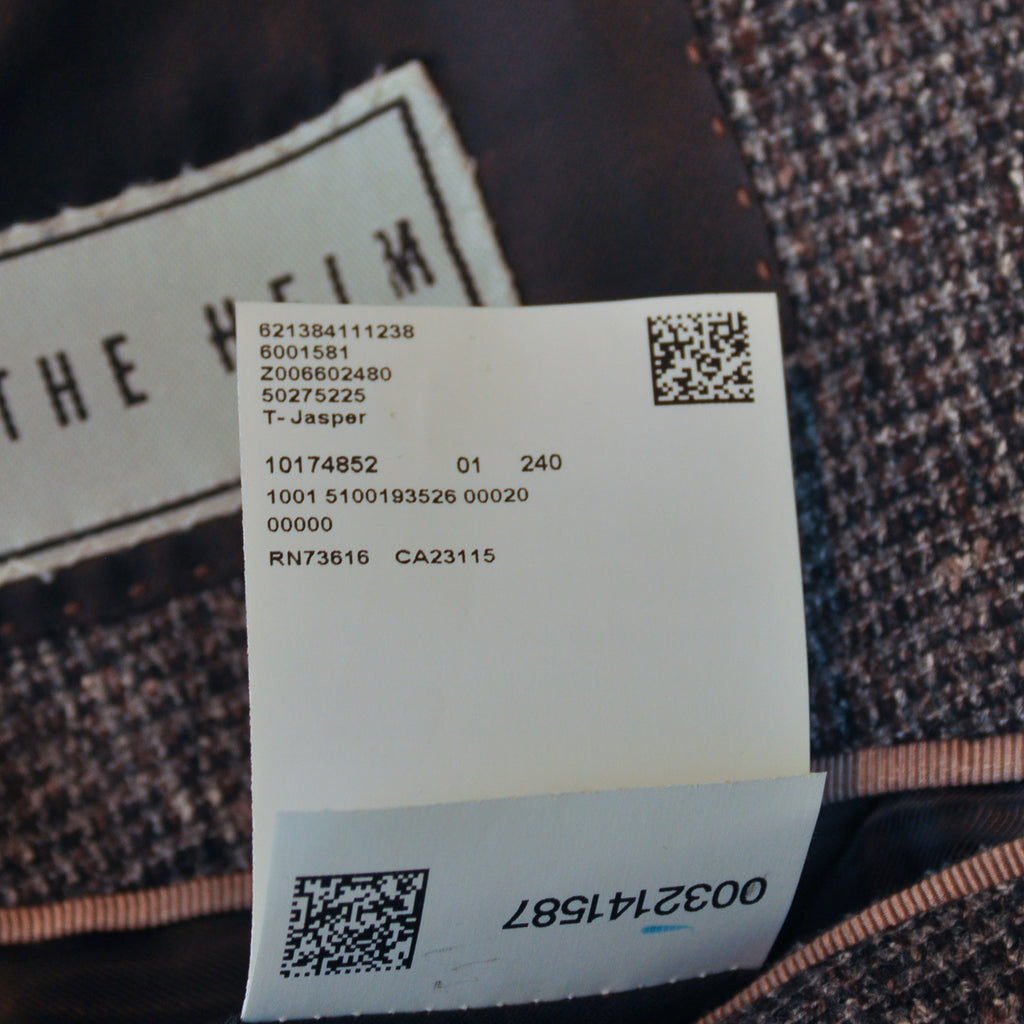 THE HELM
621384111238
6001581
Z006602480
50275225
T- Jasper
10174852 01 240
1001 5100193526 00020
00000
RN73616 CA23115
0032141587